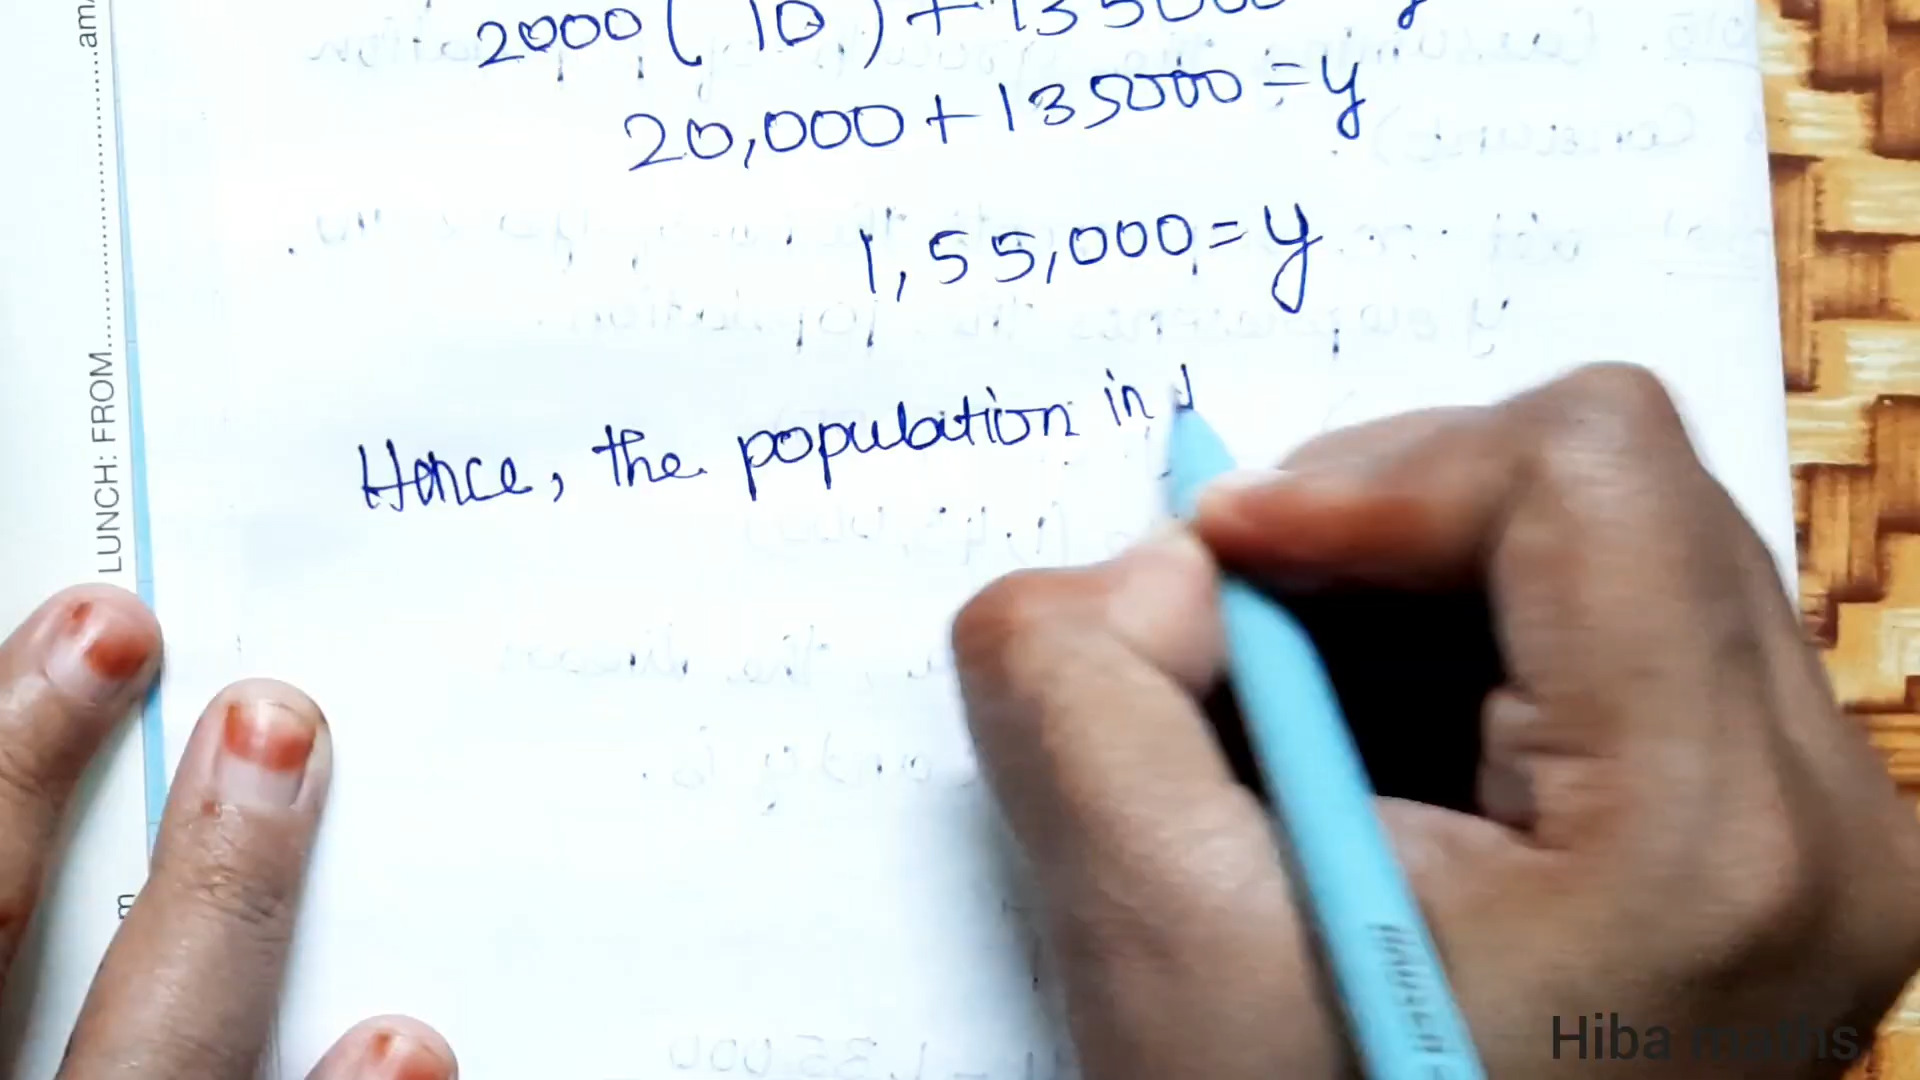 2000 ( 10 ) + 135000
20,000 + 135000 = y
1,55,000 = y
Hence, the population in
LUNCH: FROM.....................am
Hiba maths